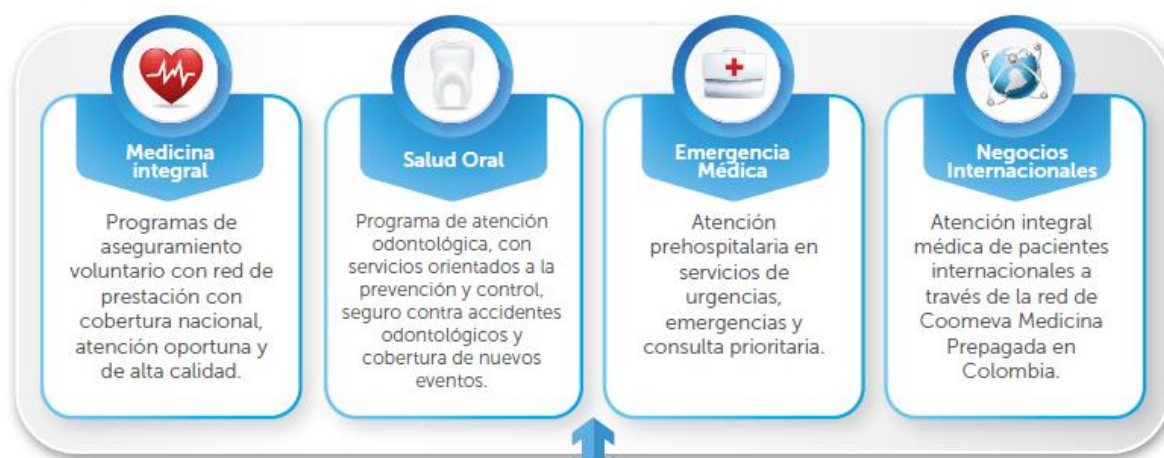 Medicina
integral
Programas de
aseguramiento
voluntario con red de
prestación con
cobertura nacional,
atención oportuna y
de alta calidad.
Salud Oral
Programa de atención
odontológica, con
servicios orientados a la
prevención y control,
seguro contra accidentes
odontológicos y
cobertura de nuevos
eventos.
Emergencia
Médica
Atención
prehospitalaria en
servicios de
urgencias,
emergencias y
consulta prioritaria.
Negocios
Internacionales
Atención integral
médica de pacientes
internacionales a
través de la red de
Coomeva Medicina
Prepagada en
Colombia.